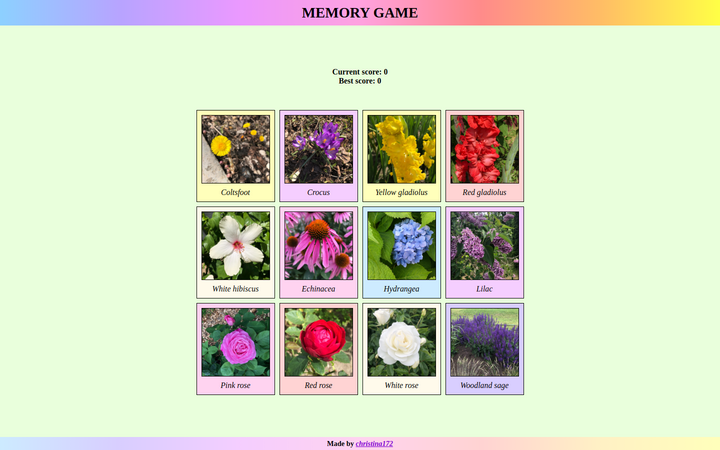 MEMORY GAME
Current score: 0
Best score: 0
Coltsfoot
Crocus
Yellow gladiolus
Red gladiolus
White hibiscus
Echinacea
Hydrangea
Lilac
Pink rose
Red rose
White rose
Woodland sage
Made by christina172